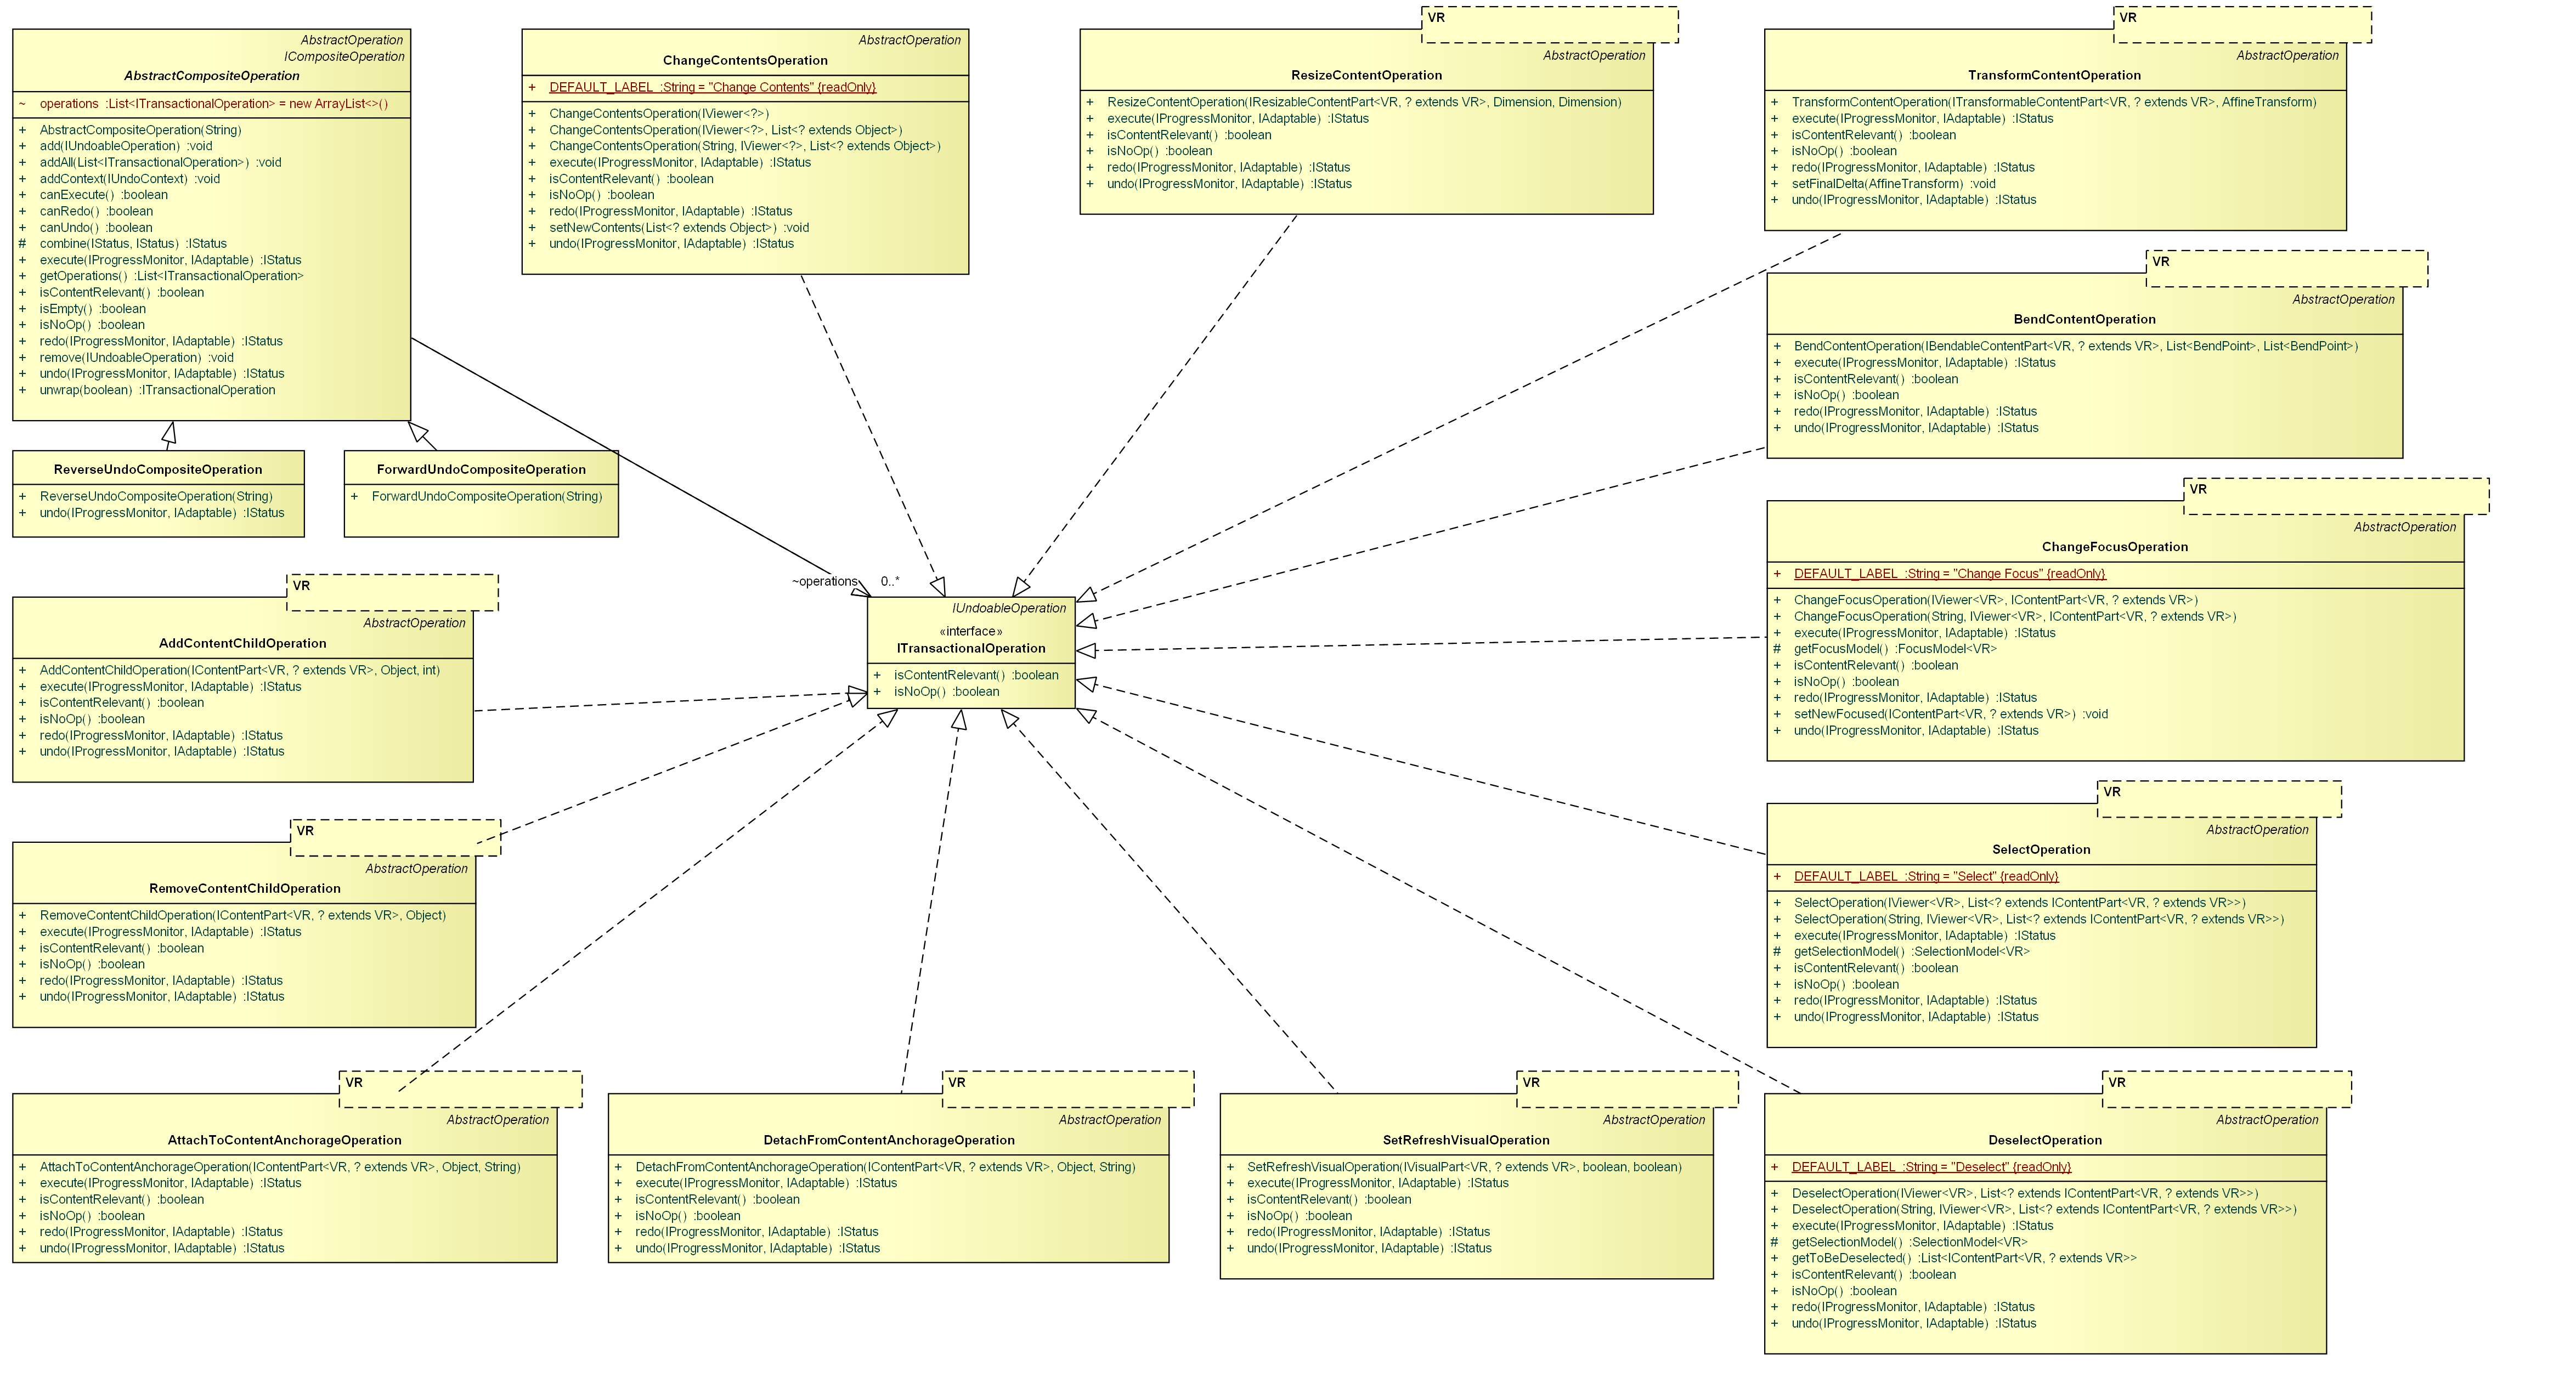 AbstractOperation
ICompositeOperation
AbstractCompositeOperation
~ operations :List<ITransactionalOperation> = new ArrayList<>()
+ AbstractCompositeOperation(String)
+ add(IUndoableOperation) :void
+ addAll(List<ITransactionalOperation>) :void
+ addContext(IUndoContext) :void
+ canExecute() :boolean
+ canRedo() :boolean
+ canUndo() :boolean
# combine(IStatus, IStatus) :IStatus
+ execute(IProgressMonitor, IAdaptable) :IStatus
+ getOperations() :List<ITransactionalOperation>
+ isContentRelevant() :boolean
+ isEmpty() :boolean
+ isNoOp() :boolean
+ redo(IProgressMonitor, IAdaptable) :IStatus
+ remove(IUndoableOperation) :void
+ undo(IProgressMonitor, IAdaptable) :IStatus
+ unwrap(boolean) :ITransactionalOperation
AbstractOperation
ChangeContentsOperation
+ DEFAULT_LABEL :String = "Change Contents" {readOnly}
+ ChangeContentsOperation(IViewer<?>)
+ ChangeContentsOperation(IViewer<?>, List<? extends Object>)
+ ChangeContentsOperation(String, IViewer<?>, List<? extends Object>)
+ execute(IProgressMonitor, IAdaptable) :IStatus
+ isContentRelevant() :boolean
+ isNoOp() :boolean
+ redo(IProgressMonitor, IAdaptable) :IStatus
+ setNewContents(List<? extends Object>) :void
+ undo(IProgressMonitor, IAdaptable) :IStatus
VR
AbstractOperation
ResizeContentOperation
+ ResizeContentOperation(IResizableContentPart<VR, ? extends VR>, Dimension, Dimension)
+ execute(IProgressMonitor, IAdaptable) :IStatus
+ isContentRelevant() :boolean
+ isNoOp() :boolean
+ redo(IProgressMonitor, IAdaptable) :IStatus
+ undo(IProgressMonitor, IAdaptable) :IStatus
VR
AbstractOperation
TransformContentOperation
+ TransformContentOperation(ITransformableContentPart<VR, ? extends VR>, AffineTransform)
+ execute(IProgressMonitor, IAdaptable) :IStatus
+ isContentRelevant() :boolean
+ isNoOp() :boolean
+ redo(IProgressMonitor, IAdaptable) :IStatus
+ setFinalDelta(AffineTransform) :void
+ undo(IProgressMonitor, IAdaptable) :IStatus
VR
AbstractOperation
BendContentOperation
+ BendContentOperation(IBendableContentPart<VR, ? extends VR>, List<BendPoint>, List<BendPoint>)
+ execute(IProgressMonitor, IAdaptable) :IStatus
+ isContentRelevant() :boolean
+ isNoOp() :boolean
+ redo(IProgressMonitor, IAdaptable) :IStatus
+ undo(IProgressMonitor, IAdaptable) :IStatus
ReverseUndoCompositeOperation
+ ReverseUndoCompositeOperation(String)
+ undo(IProgressMonitor, IAdaptable) :IStatus
ForwardUndoCompositeOperation
+ ForwardUndoCompositeOperation(String)
VR
AbstractOperation
ChangeFocusOperation
+ DEFAULT_LABEL :String = "Change Focus" {readOnly}
+ ChangeFocusOperation(IViewer<VR>, IContentPart<VR, ? extends VR>)
+ ChangeFocusOperation(String, IViewer<VR>, IContentPart<VR, ? extends VR>)
+ execute(IProgressMonitor, IAdaptable) :IStatus
# getFocusModel() :FocusModel<VR>
+ isContentRelevant() :boolean
+ isNoOp() :boolean
+ redo(IProgressMonitor, IAdaptable) :IStatus
+ setNewFocused(IContentPart<VR, ? extends VR>) :void
+ undo(IProgressMonitor, IAdaptable) :IStatus
~operations
0..*
IUndoableOperation
«interface»
ITransactionalOperation
+ isContentRelevant() :boolean
+ isNoOp() :boolean
VR
AbstractOperation
AddContentChildOperation
+ AddContentChildOperation(IContentPart<VR, ? extends VR>, Object, int)
+ execute(IProgressMonitor, IAdaptable) :IStatus
+ isContentRelevant() :boolean
+ isNoOp() :boolean
+ redo(IProgressMonitor, IAdaptable) :IStatus
+ undo(IProgressMonitor, IAdaptable) :IStatus
VR
AbstractOperation
RemoveContentChildOperation
+ RemoveContentChildOperation(IContentPart<VR, ? extends VR>, Object)
+ execute(IProgressMonitor, IAdaptable) :IStatus
+ isContentRelevant() :boolean
+ isNoOp() :boolean
+ redo(IProgressMonitor, IAdaptable) :IStatus
+ undo(IProgressMonitor, IAdaptable) :IStatus
VR
AbstractOperation
SelectOperation
+ DEFAULT_LABEL :String = "Select" {readOnly}
+ SelectOperation(IViewer<VR>, List<? extends IContentPart<VR, ? extends VR>>)
+ SelectOperation(String, IViewer<VR>, List<? extends IContentPart<VR, ? extends VR>>)
+ execute(IProgressMonitor, IAdaptable) :IStatus
# getSelectionModel() :SelectionModel<VR>
+ isContentRelevant() :boolean
+ isNoOp() :boolean
+ redo(IProgressMonitor, IAdaptable) :IStatus
+ undo(IProgressMonitor, IAdaptable) :IStatus
VR
AbstractOperation
AttachToContentAnchorageOperation
+ AttachToContentAnchorageOperation(IContentPart<VR, ? extends VR>, Object, String)
+ execute(IProgressMonitor, IAdaptable) :IStatus
+ isContentRelevant() :boolean
+ isNoOp() :boolean
+ redo(IProgressMonitor, IAdaptable) :IStatus
+ undo(IProgressMonitor, IAdaptable) :IStatus
VR
AbstractOperation
DetachFromContentAnchorageOperation
+ DetachFromContentAnchorageOperation(IContentPart<VR, ? extends VR>, Object, String)
+ execute(IProgressMonitor, IAdaptable) :IStatus
+ isContentRelevant() :boolean
+ isNoOp() :boolean
+ redo(IProgressMonitor, IAdaptable) :IStatus
+ undo(IProgressMonitor, IAdaptable) :IStatus
VR
AbstractOperation
SetRefreshVisualOperation
+ SetRefreshVisualOperation(IVisualPart<VR, ? extends VR>, boolean, boolean)
+ execute(IProgressMonitor, IAdaptable) :IStatus
+ isContentRelevant() :boolean
+ isNoOp() :boolean
+ redo(IProgressMonitor, IAdaptable) :IStatus
+ undo(IProgressMonitor, IAdaptable) :IStatus
VR
AbstractOperation
DeselectOperation
+ DEFAULT_LABEL :String = "Deselect" {readOnly}
+ DeselectOperation(IViewer<VR>, List<? extends IContentPart<VR, ? extends VR>>)
+ DeselectOperation(String, IViewer<VR>, List<? extends IContentPart<VR, ? extends VR>>)
+ execute(IProgressMonitor, IAdaptable) :IStatus
# getSelectionModel() :SelectionModel<VR>
+ getToBeDeselected() :List<IContentPart<VR, ? extends VR>>
+ isContentRelevant() :boolean
+ isNoOp() :boolean
+ redo(IProgressMonitor, IAdaptable) :IStatus
+ undo(IProgressMonitor, IAdaptable) :IStatus